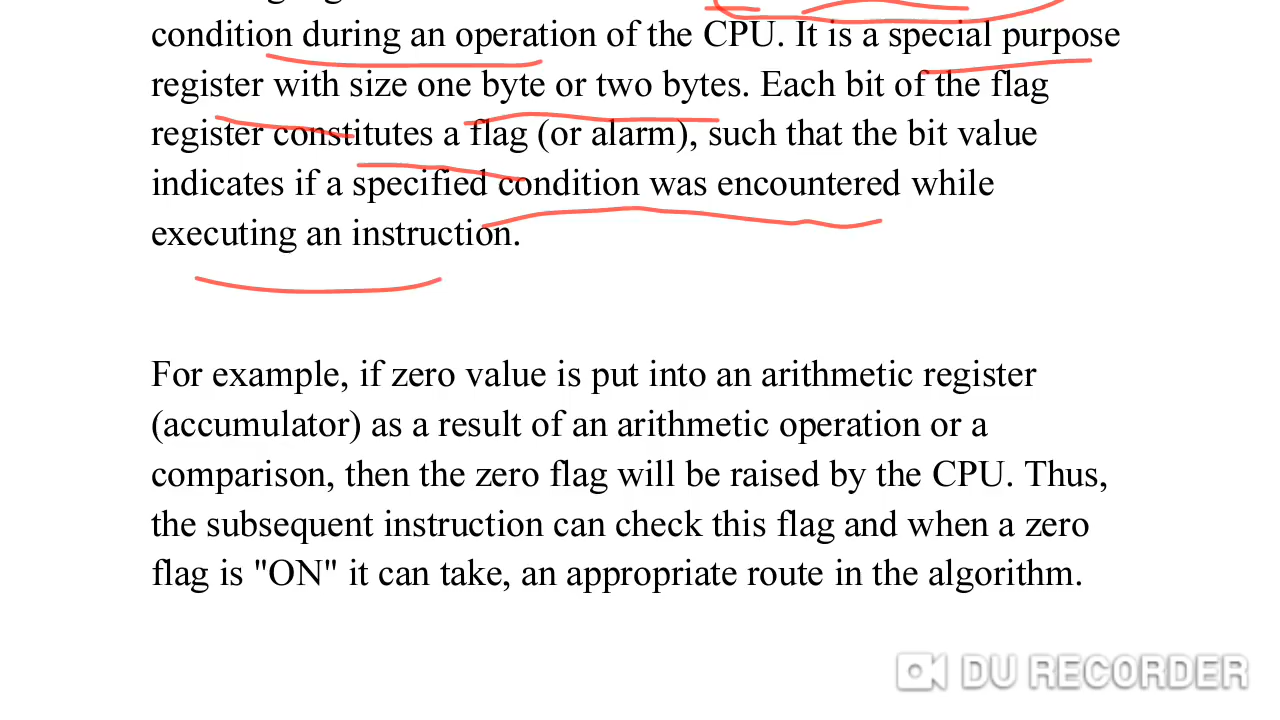 condition during an operation of the CPU. It is a special purpose
register with size one byte or two bytes. Each bit of the flag
register constitutes a flag (or alarm), such that the bit value
indicates if a specified condition was encountered while
executing an instruction.
For example, if zero value is put into an arithmetic register
(accumulator) as a result of an arithmetic operation or a
comparison, then the zero flag will be raised by the CPU. Thus,
the subsequent instruction can check this flag and when a zero
flag is "ON" it can take, an appropriate route in the algorithm.
DU RECORDER